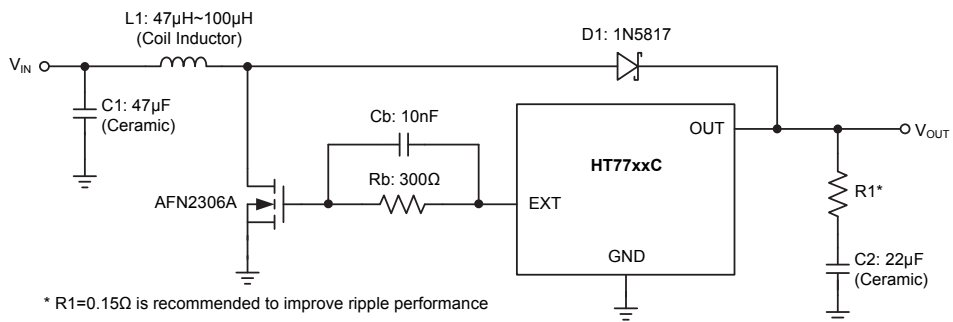 L1: 47μH~100μH
(Coil Inductor)
D1: 1N5817
VIN
C1: 47μF
(Ceramic)
Cb: 10nF
OUT
VOUT
HT77xxC
Rb: 300Ω
R1*
AFN2306A
EXT
GND
C2: 22μF
(Ceramic)
* R1=0.15Ω is recommended to improve ripple performance